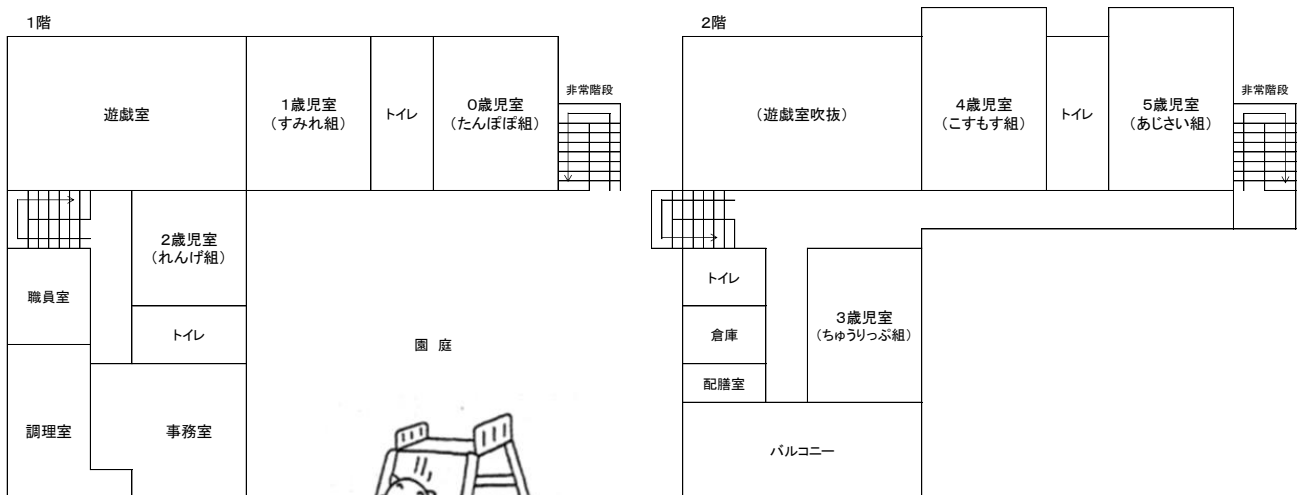 1階
遊戯室
1歳児室
(すみれ組)
トイレ
0歳児室
(たんぽぽ組)
非常階段
2歳児室
(れんげ組)
職員室
トイレ
園 庭
調理室
事務室
2階
(遊戯室吹抜)
4歳児室
(こすもす組)
トイレ
5歳児室
(あじさい組)
非常階段
トイレ
倉庫
3歳児室
(ちゅうりっぷ組)
配膳室
バルコニー